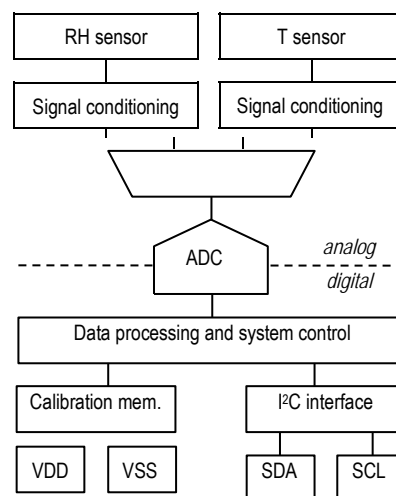 RH sensor
T sensor
Signal conditioning
Signal conditioning
ADC
analog
digital
Data processing and system control
Calibration mem.
I²C interface
VDD
VSS
SDA
SCL